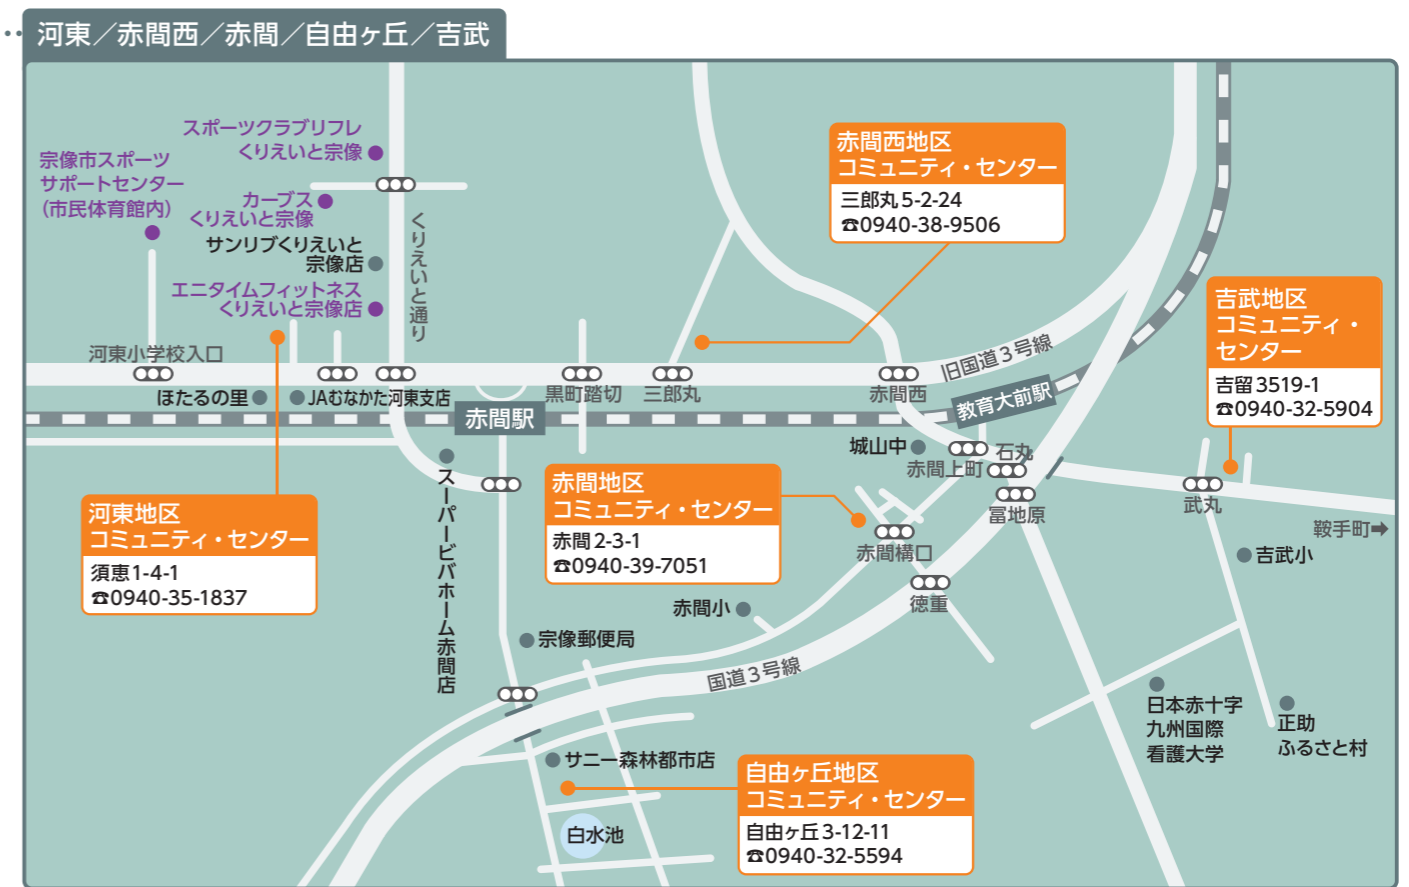 河東／赤間西／赤間／自由ヶ丘／吉武
スポーツクラブリフレ
くりえいと宗像
宗像市スポーツ
サポートセンター
（市民体育館内）
カーブス
くりえいと宗像
サンリブくりえいと
宗像店
エニタイムフィットネス
くりえいと宗像店
くりえいと通り
赤間西地区
コミュニティ・センター
三郎丸5-2-24
☎0940-38-9506
吉武地区
コミュニティ・
センター
吉留3519-1
☎0940-32-5904
河東小学校入口
ほたるの里
JAむなかた河東支店
赤間駅
黒町踏切
三郎丸
赤間西
旧国道3号線
教育大前駅
城山中
赤間上町
石丸
冨地原
武丸
鞍手町➡
吉武小
スーパービバホーム赤間店
河東地区
コミュニティ・センター
須恵1-4-1
☎0940-35-1837
赤間地区
コミュニティ・センター
赤間2-3-1
☎0940-39-7051
赤間構口
徳重
赤間小
宗像郵便局
国道3号線
日本赤十字
九州国際
看護大学
正助
ふるさと村
サニー森林都市店
自由ヶ丘地区
コミュニティ・センター
自由ヶ丘3-12-11
☎0940-32-5594
白水池